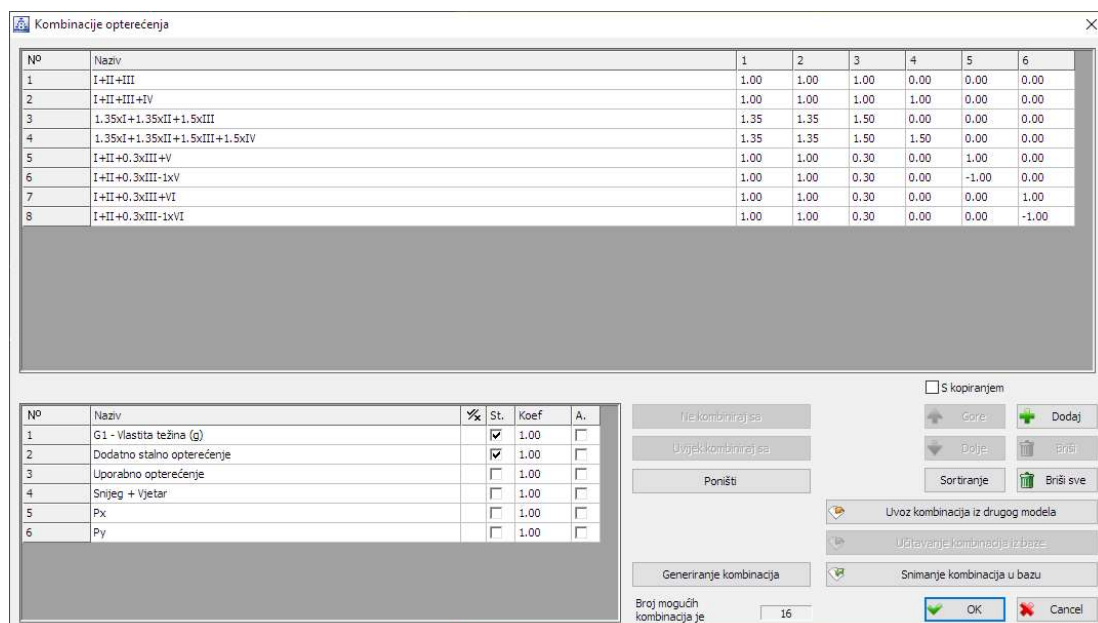 Kombinacije opterećenja
Nº Naziv 1 2 3 4 5 6
1 I+II+III 1.00 1.00 1.00 0.00 0.00 0.00
2 I+II+III+IV 1.00 1.00 1.00 1.00 0.00 0.00
3 1.35xI+1.35xII+1.5xIII 1.35 1.35 1.50 0.00 0.00 0.00
4 1.35xI+1.35xII+1.5xIII+1.5xIV 1.35 1.35 1.50 1.50 0.00 0.00
5 I+II+0.3xIII+V 1.00 1.00 0.30 0.00 1.00 0.00
6 I+II+0.3xIII-1xV 1.00 1.00 0.30 0.00 -1.00 0.00
7 I+II+0.3xIII+VI 1.00 1.00 0.30 0.00 0.00 1.00
8 I+II+0.3xIII-1xVI 1.00 1.00 0.30 0.00 0.00 -1.00
S kopiranjem
Nº Naziv St. Koef A.
1 G1 - Vlastita težina (g) 1.00
2 Dodatno stalno opterećenje 1.00
3 Uporabno opterećenje 1.00
4 Snijeg + Vjetar 1.00
5 Px 1.00
6 Py 1.00
Ne kombiniraj sa
Uvijek kombiniraj sa
Poništi
Generiranje kombinacija
Broj mogućih
kombinacija je 16
Gore Dodaj
Dolje Briši
Sortiranje Briši sve
Uvoz kombinacija iz drugog modela
Učitavanje kombinacija iz baze
Snimanje kombinacija u bazu
OK Cancel